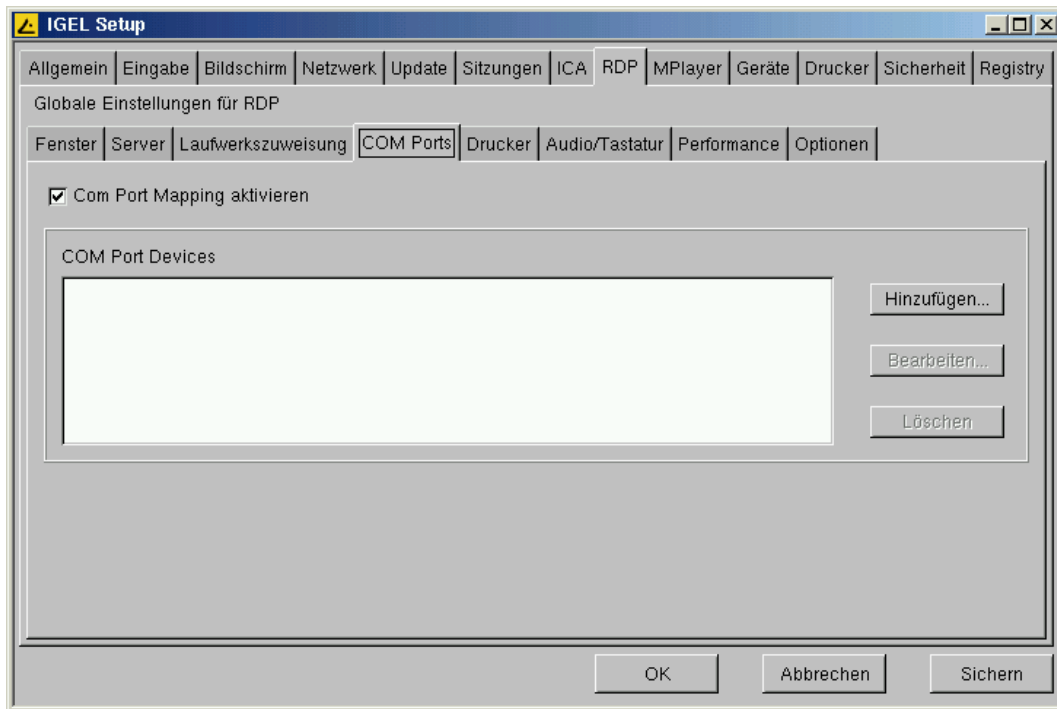 IGEL Setup
Allgemein Eingabe Bildschirm Netzwerk Update Sitzungen ICA RDP MPlayer Geräte Drucker Sicherheit Registry
Globale Einstellungen für RDP
Fenster Server Laufwerkszuweisung COM Ports Drucker Audio/Tastatur Performance Optionen
Com Port Mapping aktivieren
COM Port Devices
Hinzufügen...
Bearbeiten...
Löschen
OK Abbrechen Sichern